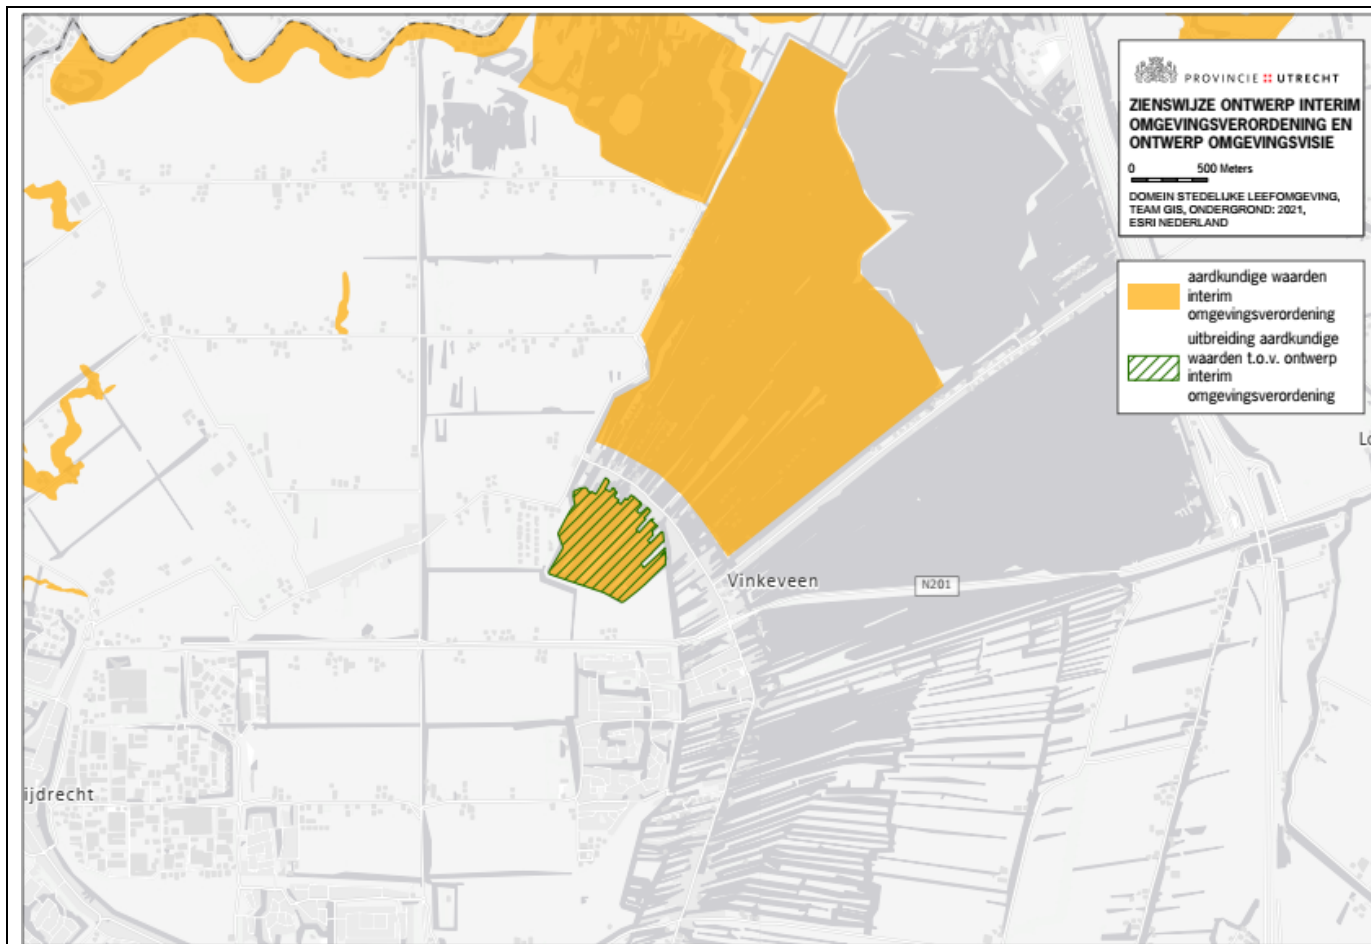 PROVINCIE UTRECHT
ZIENSWIJZE ONTWERP INTERIM
OMGEVINGSVERORDENING EN
ONTWERP OMGEVINGSVISIE
0 500 Meters
DOMEIN STEDELIJKE LEEFOMGEVING,
TEAM GIS, ONDERGROND: 2021,
ESRI NEDERLAND
aardkundige waarden
interim
omgevingsverordening
uitbreiding aardkundige
waarden t.o.v. ontwerp
interim
omgevingsverordening
Lo
Vinkeveen
N201
ijdrecht